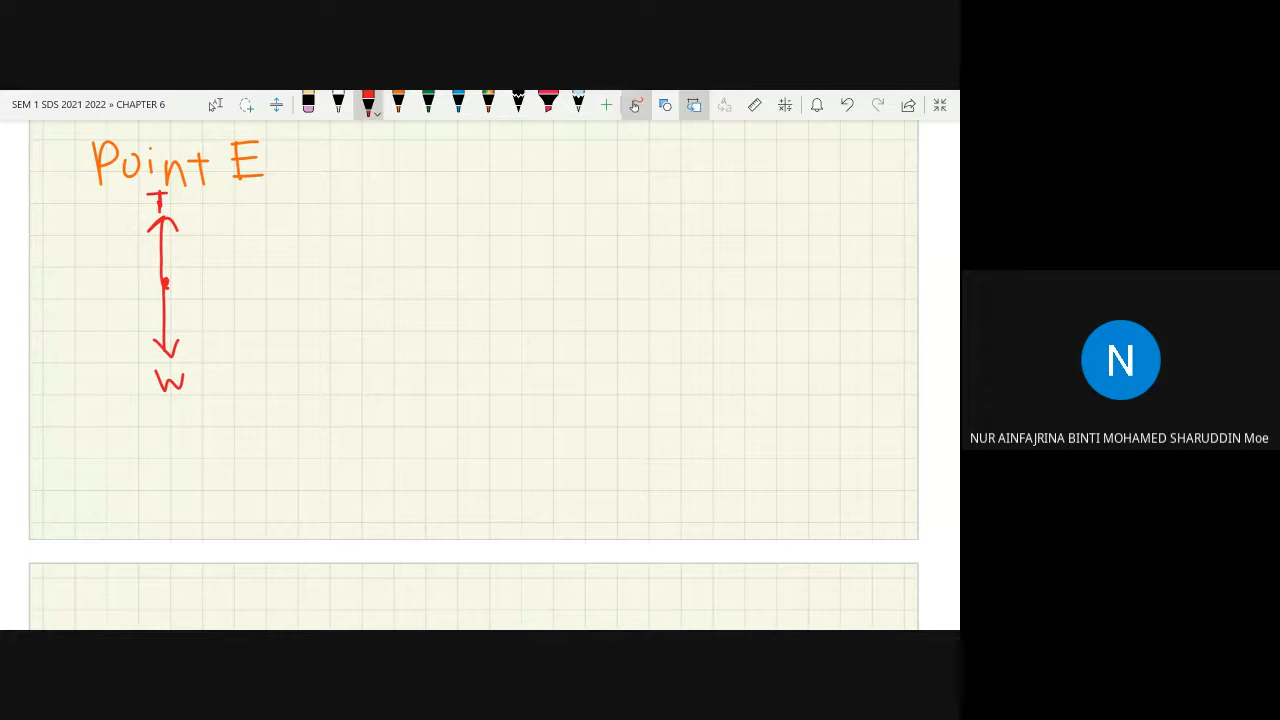 SEM 1 SDS 2021 2022 » CHAPTER 6
Point E
T
W
N
NUR AINFAJRINA BINTI MOHAMED SHARUDDIN Moe